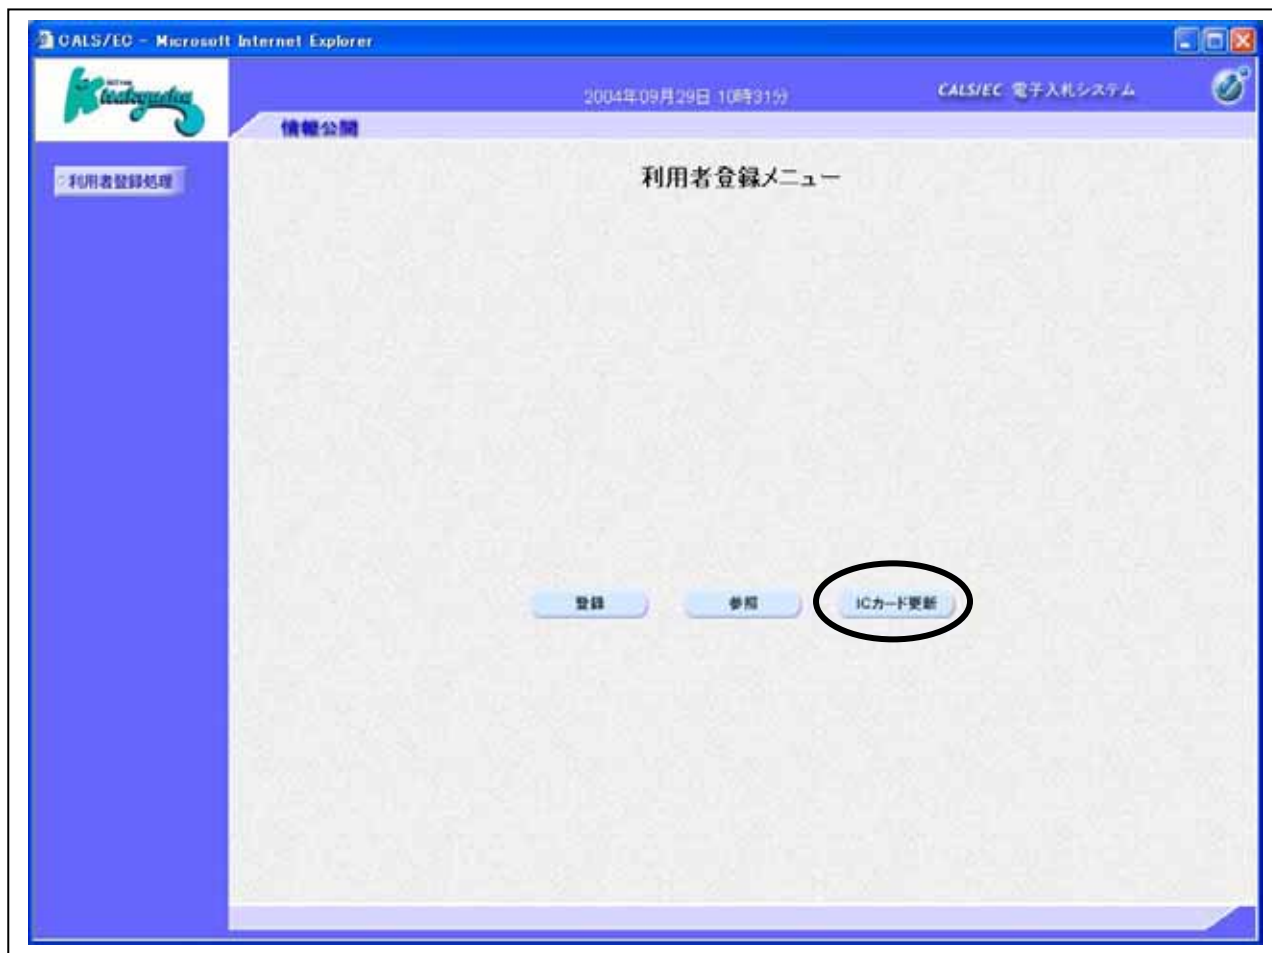 CALS/EC - Microsoft Internet Explorer
2004年09月29日 10時31分
CALS/EC 電子入札システム
情報公開
利用者登録処理
利用者登録メニュー
登録
参照
ICカード更新